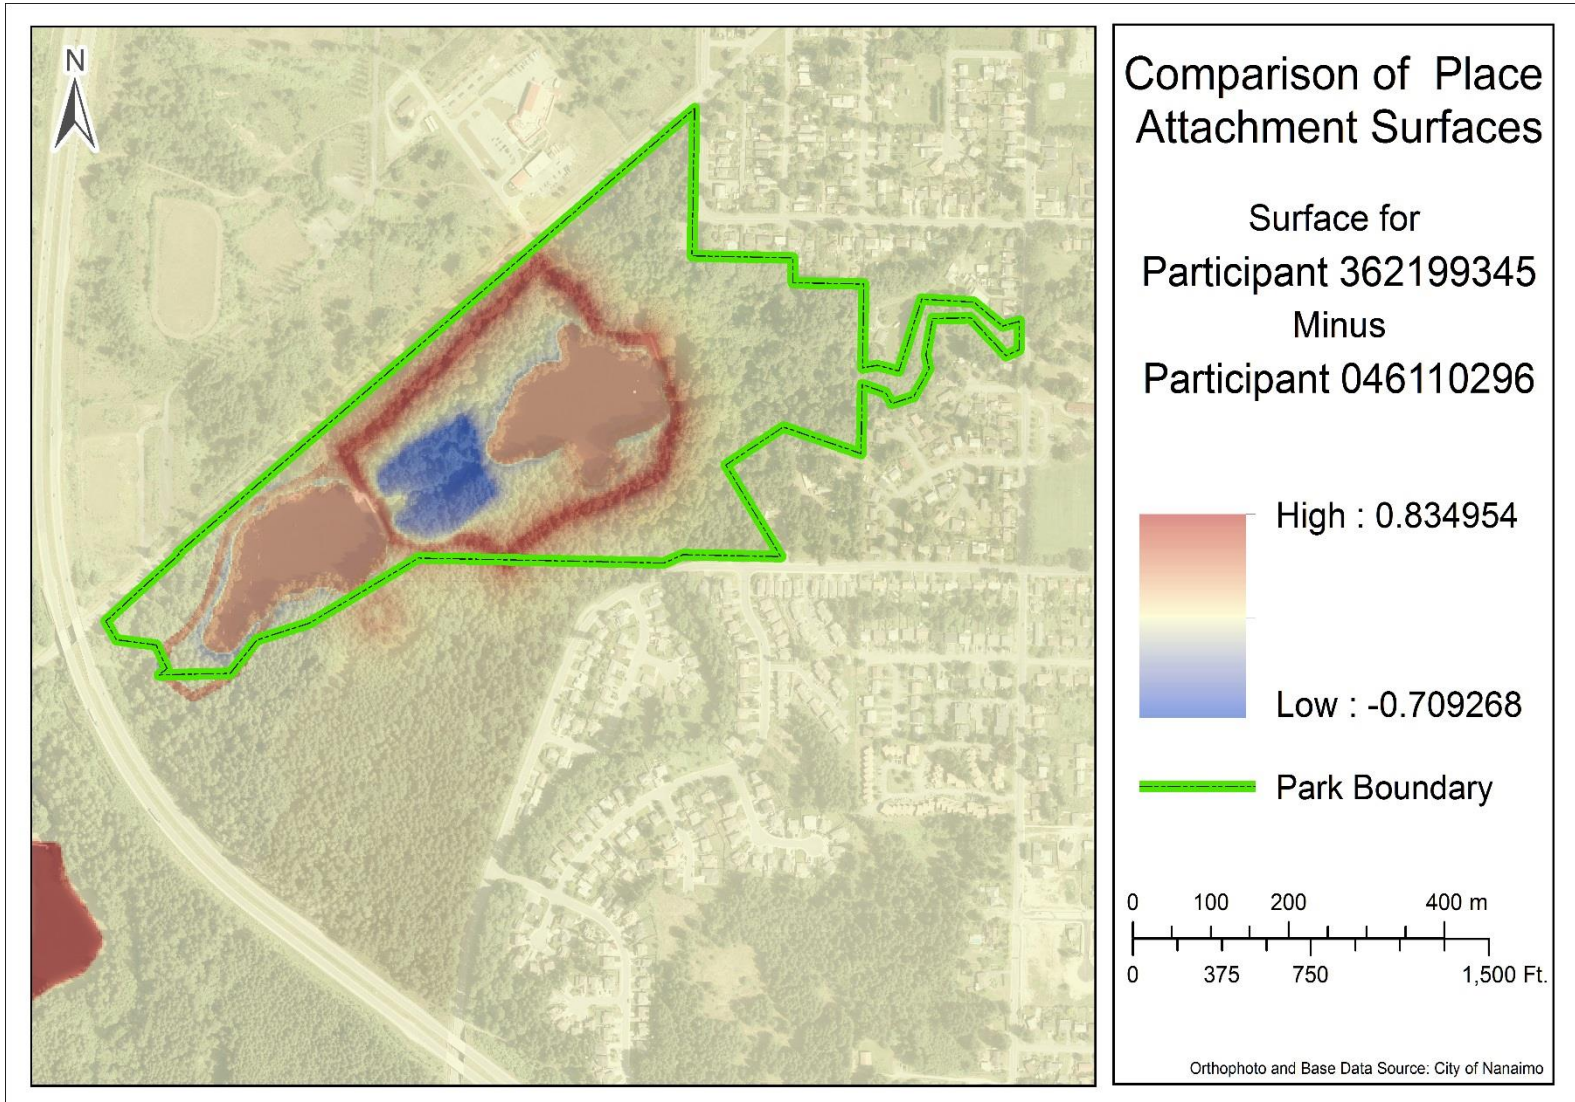 N
Comparison of Place
Attachment Surfaces
Surface for
Participant 362199345
Minus
Participant 046110296
High : 0.834954
Low : -0.709268
Park Boundary
0 100 200 400 m
0 375 750 1,500 Ft.
Orthophoto and Base Data Source: City of Nanaimo